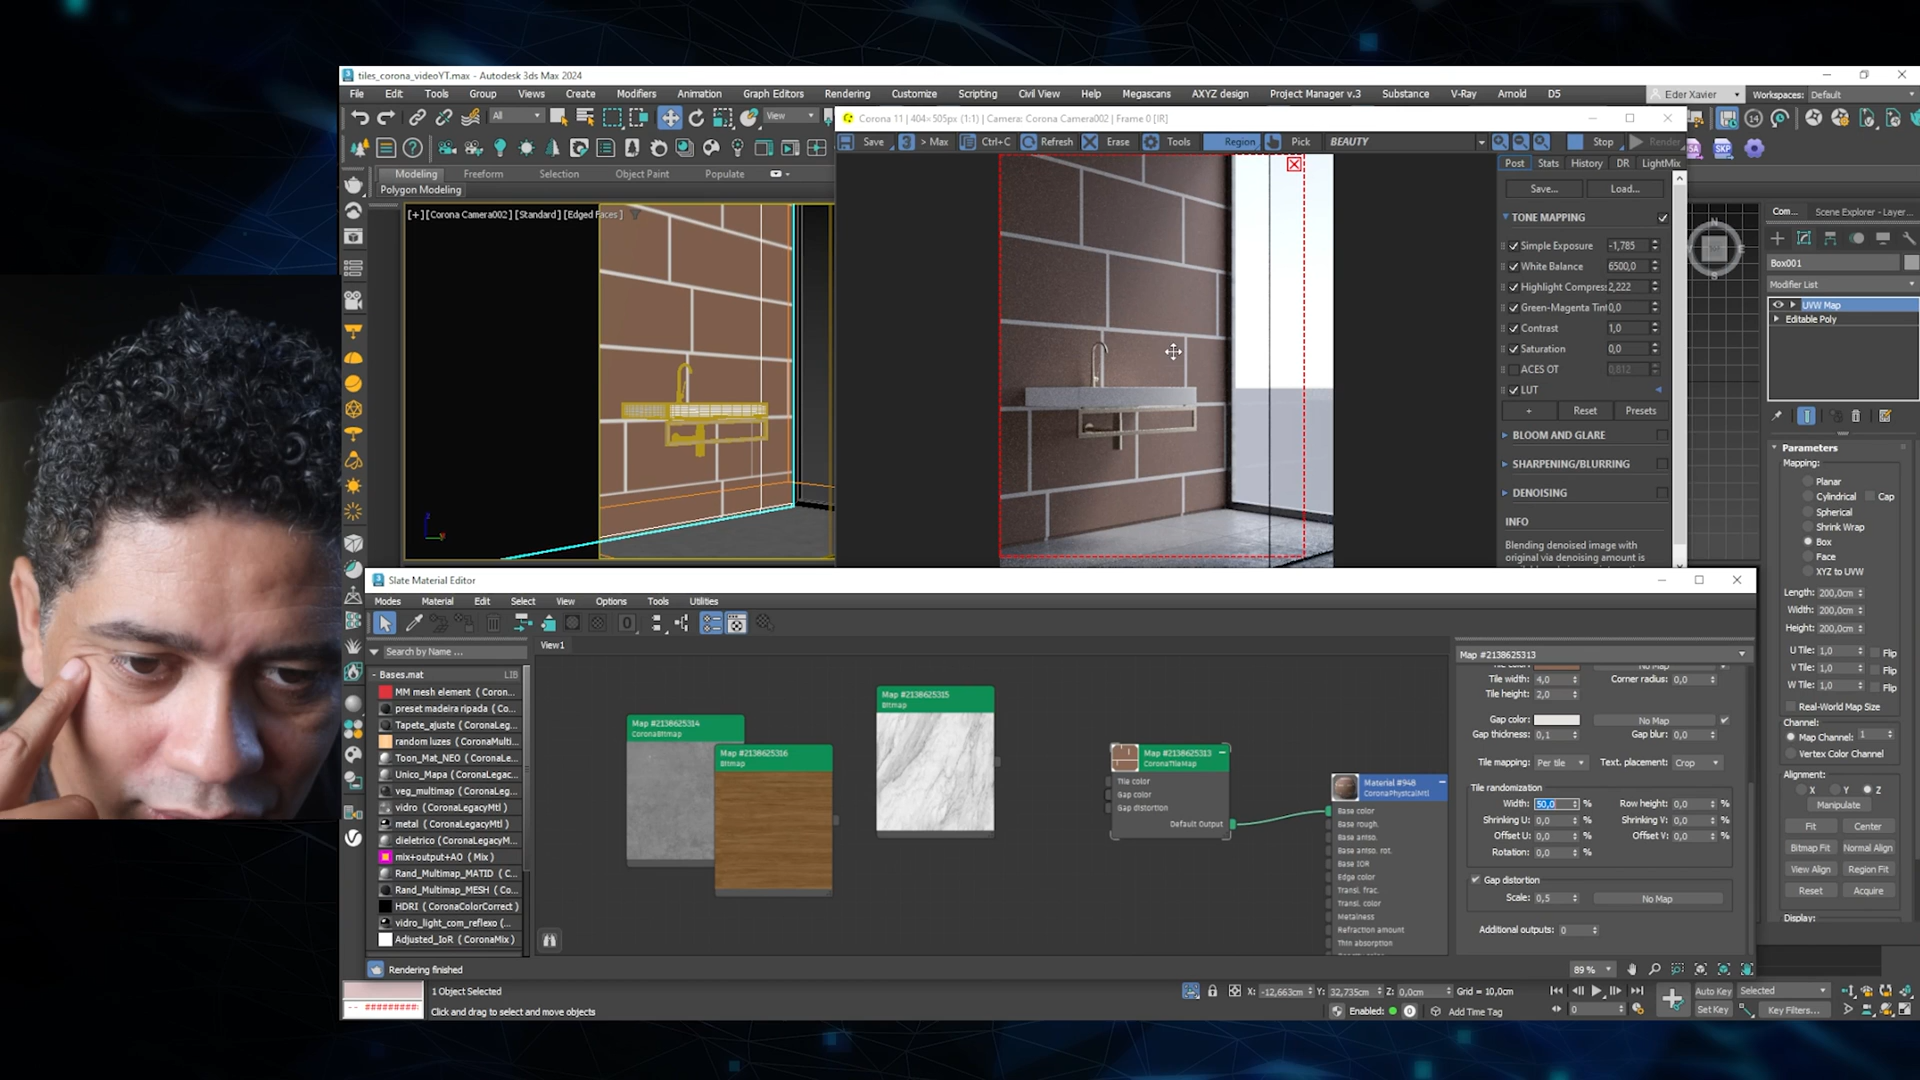 tiles_corona_videoYT.max - Autodesk 3ds Max 2024
File Edit Tools Group Views Create Modifiers Animation Graph Editors Rendering Customize Civil View Scripting Help Megascans AXYZ design Project Manager v.3 Substance V-Ray Arnold D5
Eder Xavier Workspaces: Default
All View
Corona 11 | 404×505px (1:1) | Camera: Corona Camera002 | Frame 0 [IR]
Save 3 > Max Ctrl+C Refresh Erase Tools Region Pick BEAUTY Stop Render
Modeling Freeform Selection Object Paint Populate
Polygon Modeling
[+] [Corona Camera002] [Standard] [Edged Faces]
Post Stats History DR LightMix
Save... Load...
TONE MAPPING
Simple Exposure -1,785
White Balance 6500,0
Highlight Compress 2,222
Green-Magenta Tint 0,0
Contrast 1,0
Saturation 0,0
ACES OT 0,812
LUT
+ Reset Presets
BLOOM AND GLARE
SHARPENING/BLURRING
DENOISING
INFO
Blending denoised image with
original via denoising amount is
Com... Scene Explorer - Layer...
Box001
Modifier List
UVW Map
Editable Poly
Parameters
Mapping:
Planar
Cylindrical Cap
Spherical
Shrink Wrap
Box
Face
XYZ to UVW
Length: 200,0cm
Width: 200,0cm
Height: 200,0cm
U Tile: 1,0 Flip
V Tile: 1,0 Flip
W Tile: 1,0 Flip
Real-World Map Size
Channel:
Map Channel: 1
Vertex Color Channel
Alignment:
X Y Z
Manipulate
Fit Center
Bitmap Fit Normal Align
View Align Region Fit
Reset Acquire
Display:
Slate Material Editor
Modes Material Edit Select View Options Tools Utilities
Search by Name ...
View1
- Bases.mat LIB
MM mesh element ( Coron...
preset madeira ripada ( Co...
Tapete_ajuste ( CoronaLeg...
random luzes ( CoronaMulti...
Toon_Mat_NEO ( CoronaLe...
Unico_Mapa ( CoronaLegac...
veg_multimap ( CoronaLeg...
vidro ( CoronaLegacyMtl )
metal ( CoronaLegacyMtl )
dieletrico ( CoronaLegacyM...
mix+output+AO ( Mix )
Rand_Multimap_MATID ( C...
Rand_Multimap_MESH ( Co...
HDRI ( CoronaColorCorrect )
vidro_light_com_reflexo (...
Adjusted_IoR ( CoronaMix )
Map #2138625314
CoronaBitmap
Map #2138625316
Bitmap
Map #2138625315
Bitmap
Map #2138625313
CoronaTileMap
Tile color
Gap color
Gap distortion
Default Output
Material #948
CoronaPhysicalMtl
Base color
Base rough.
Base aniso.
Base aniso. rot.
Base IOR
Edge color
Transl. frac.
Transl. color
Metalness
Refraction amount
Thin absorption
Map #2138625313
Tile color: No Map
Tile width: 4,0 Corner radius: 0,0
Tile height: 2,0
Gap color: No Map
Gap thickness: 0,1 Gap blur: 0,0
Tile mapping: Per tile Text. placement: Crop
Tile randomization
Width: 50,0 % Row height: 0,0 %
Shrinking U: 0,0 % Shrinking V: 0,0 %
Offset U: 0,0 % Offset V: 0,0 %
Rotation: 0,0 %
Gap distortion
Scale: 0,5 No Map
Additional outputs: 0
Rendering finished
89 %
1 Object Selected
Click and drag to select and move objects
X: -12,663cm Y: 32,735cm Z: 0,0cm Grid = 10,0cm
Enabled: 0 Add Time Tag
0
Auto Key Selected
Set Key Key Filters...